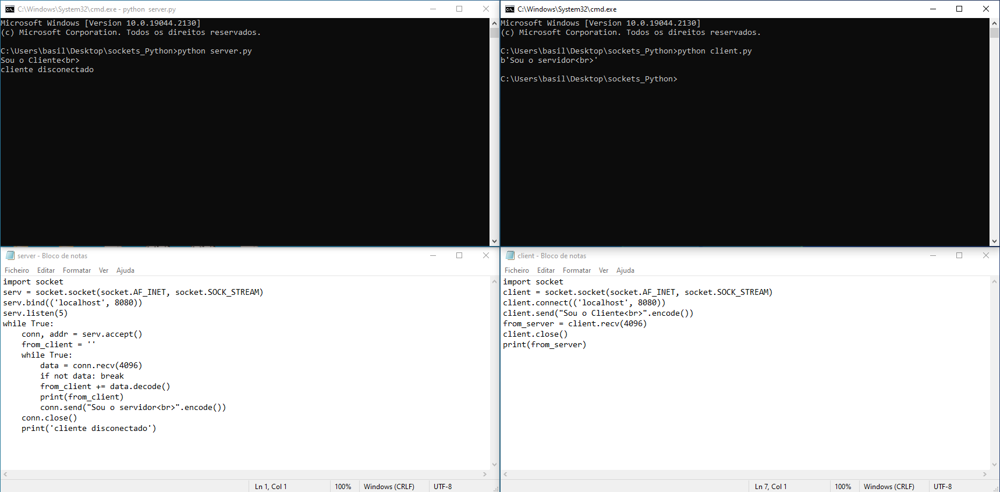 C:\Windows\System32\cmd.exe - python  server.py
Microsoft Windows [Version 10.0.19044.2130]
(c) Microsoft Corporation. Todos os direitos reservados.
C:\Users\basil\Desktop\sockets_Python>python server.py
Sou o Cliente<br>
cliente disconectado
C:\Windows\System32\cmd.exe
Microsoft Windows [Version 10.0.19044.2130]
(c) Microsoft Corporation. Todos os direitos reservados.
C:\Users\basil\Desktop\sockets_Python>python client.py
b'Sou o servidor<br>'
C:\Users\basil\Desktop\sockets_Python>
server - Bloco de notas
Ficheiro Editar Formatar Ver Ajuda
import socket
serv = socket.socket(socket.AF_INET, socket.SOCK_STREAM)
serv.bind(('localhost', 8080))
serv.listen(5)
while True:
    conn, addr = serv.accept()
    from_client = ''
    while True:
        data = conn.recv(4096)
        if not data: break
        from_client += data.decode()
        print(from_client)
        conn.send("Sou o servidor<br>".encode())
    conn.close()
    print('cliente disconectado')
Ln 1, Col 1 100% Windows (CRLF) UTF-8
client - Bloco de notas
Ficheiro Editar Formatar Ver Ajuda
import socket
client = socket.socket(socket.AF_INET, socket.SOCK_STREAM)
client.connect(('localhost', 8080))
client.send("Sou o Cliente<br>".encode())
from_server = client.recv(4096)
client.close()
print(from_server)
Ln 7, Col 1 100% Windows (CRLF) UTF-8